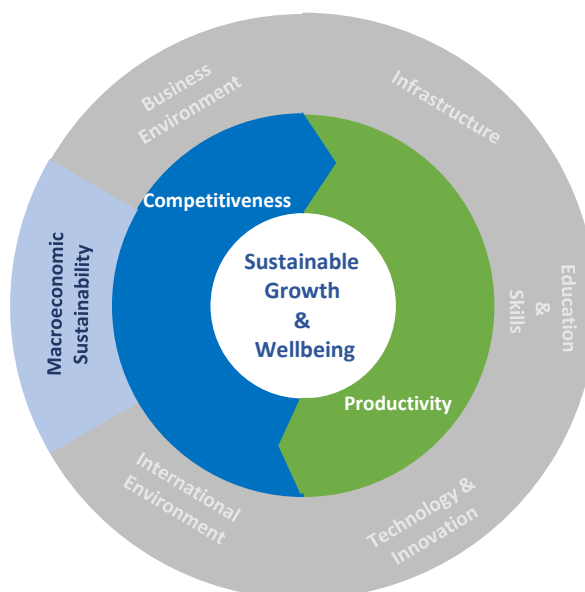 Business
Environment
Infrastructure
Competitiveness
Macroeconomic
Sustainability
Sustainable
Growth
&
Wellbeing
Education
&
Skills
Productivity
International
Environment
Technology &
Innovation